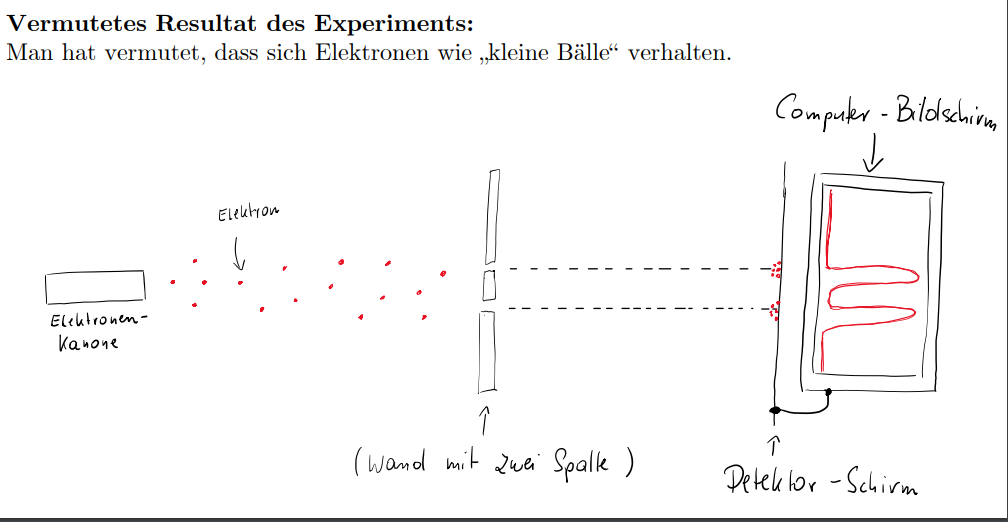 Vermutetes Resultat des Experiments:
Man hat vermutet, dass sich Elektronen wie „kleine Bälle“ verhalten.
Computer - Bildschirm
Elektron
Elektronen-
Kanone
(Wand mit zwei Spalte)
Detektor - Schirm